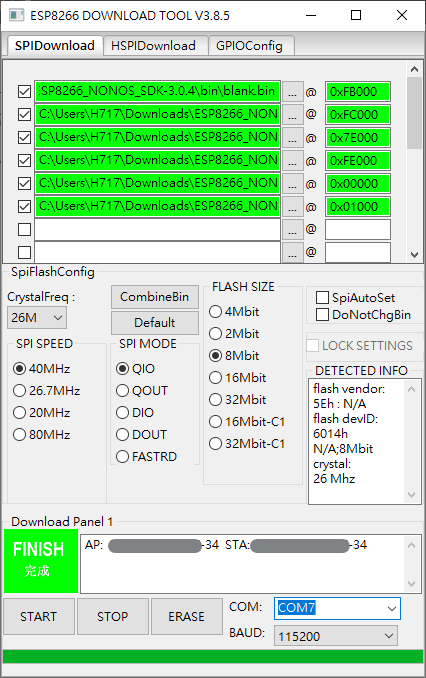 ESP8266 DOWNLOAD TOOL V3.8.5
SPIDownload HSPIDownload GPIOConfig
SP8266_NONOS_SDK-3.0.4\bin\blank.bin ... @ 0xFB000
C:\Users\H717\Downloads\ESP8266_NON ... @ 0xFC000
C:\Users\H717\Downloads\ESP8266_NON ... @ 0x7E000
C:\Users\H717\Downloads\ESP8266_NON ... @ 0xFE000
C:\Users\H717\Downloads\ESP8266_NON ... @ 0x00000
C:\Users\H717\Downloads\ESP8266_NON ... @ 0x01000
... @
... @
SpiFlashConfig
CrystalFreq :
26M
CombineBin
Default
SPI SPEED
40MHz
26.7MHz
20MHz
80MHz
SPI MODE
QIO
QOUT
DIO
DOUT
FASTRD
FLASH SIZE
4Mbit
2Mbit
8Mbit
16Mbit
32Mbit
16Mbit-C1
32Mbit-C1
SpiAutoSet
DoNotChgBin
LOCK SETTINGS
DETECTED INFO
flash vendor:
5Eh : N/A
flash devID:
6014h
N/A;8Mbit
crystal:
26 Mhz
Download Panel 1
FINISH
完成
AP: -34 STA: -34
START STOP ERASE
COM: COM7
BAUD: 115200